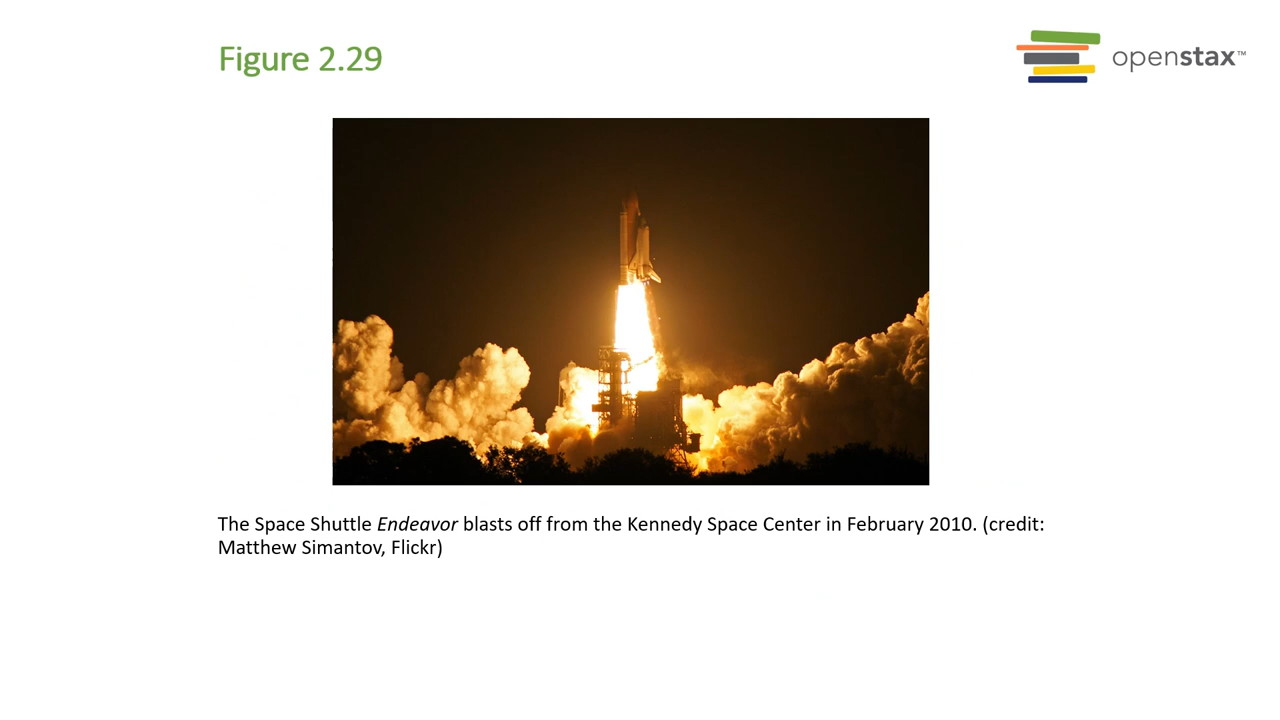 Figure 2.29
openstax™
The Space Shuttle Endeavor blasts off from the Kennedy Space Center in February 2010. (credit:
Matthew Simantov, Flickr)